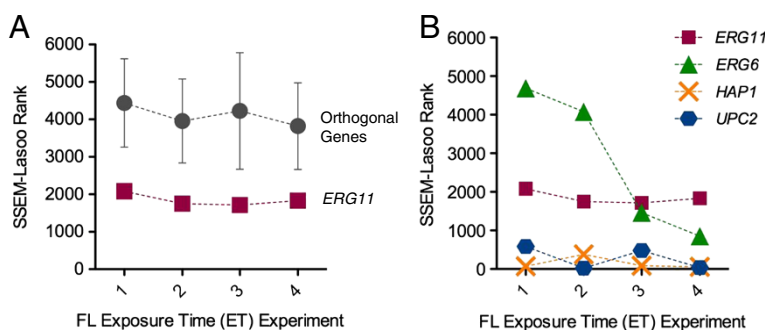 A
SSEM-Lasoo Rank
6000
5000
4000
3000
2000
1000
0
Orthogonal
Genes
ERG11
1
2
3
4
FL Exposure Time (ET) Experiment
B
SSEM-Lasoo Rank
6000
5000
4000
3000
2000
1000
0
ERG11
ERG6
HAP1
UPC2
1
2
3
4
FL Exposure Time (ET) Experiment